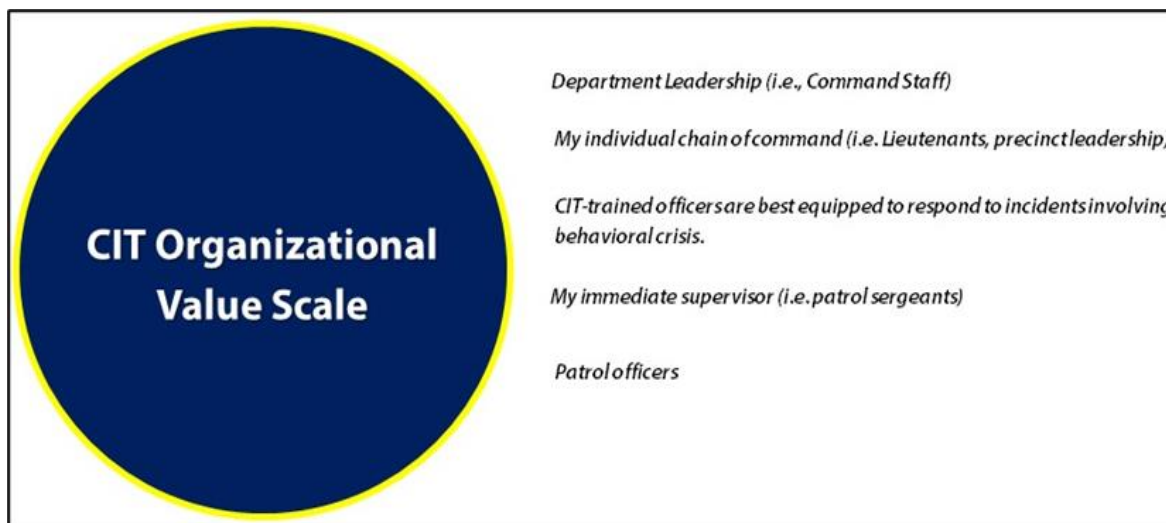 CIT Organizational
Value Scale
Department Leadership (i.e., Command Staff)
My individual chain of command (i.e. Lieutenants, precinct leadership)
CIT-trained officers are best equipped to respond to incidents involving
behavioral crisis.
My immediate supervisor (i.e. patrol sergeants)
Patrol officers